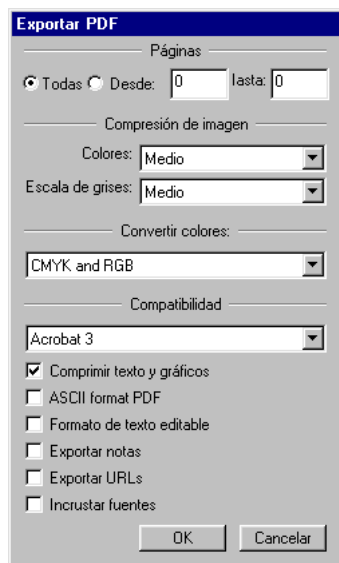 Exportar PDF
Páginas
Todas Desde: 0 lasta: 0
Compresión de imagen
Colores: Medio
Escala de grises: Medio
Convertir colores:
CMYK and RGB
Compatibilidad
Acrobat 3
Comprimir texto y gráficos
ASCII format PDF
Formato de texto editable
Exportar notas
Exportar URLs
Incrustar fuentes
OK Cancelar